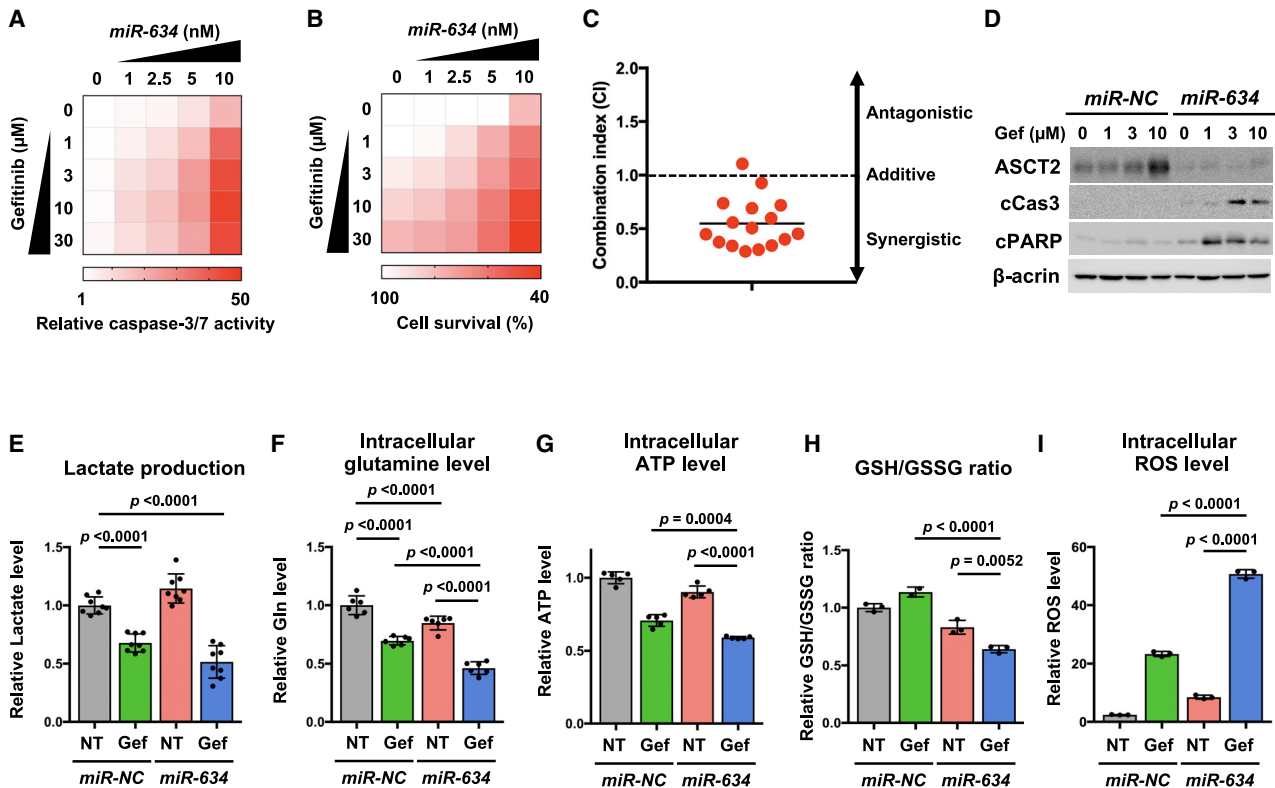 A
miR-634 (nM)
0 1 2.5 5 10
Gefitinib (μM)
0
1
3
10
30
1 50
Relative caspase-3/7 activity
B
miR-634 (nM)
0 1 2.5 5 10
Gefitinib (μM)
0
1
3
10
30
100 40
Cell survival (%)
C
Combination index (CI)
2.0
1.5
1.0
0.5
0.0
Antagonistic
Additive
Synergistic
D
miR-NC miR-634
Gef (μM) 0 1 3 10 0 1 3 10
ASCT2
cCas3
cPARP
β-acrin
E
Lactate production
p <0.0001
p <0.0001
Relative Lactate level
1.5
1.0
0.5
0.0
NT Gef NT Gef
miR-NC miR-634
F
Intracellular
glutamine level
p <0.0001
p <0.0001
p <0.0001
p <0.0001
Relative Gln level
1.5
1.0
0.5
0.0
NT Gef NT Gef
miR-NC miR-634
G
Intracellular
ATP level
p = 0.0004
p <0.0001
Relative ATP level
1.0
0.5
0.0
NT Gef NT Gef
miR-NC miR-634
H
GSH/GSSG ratio
p < 0.0001
p = 0.0052
Relative GSH/GSSG ratio
1.5
1.0
0.5
0.0
NT Gef NT Gef
miR-NC miR-634
I
Intracellular
ROS level
p < 0.0001
p < 0.0001
Relative ROS level
60
40
20
0
NT Gef NT Gef
miR-NC miR-634